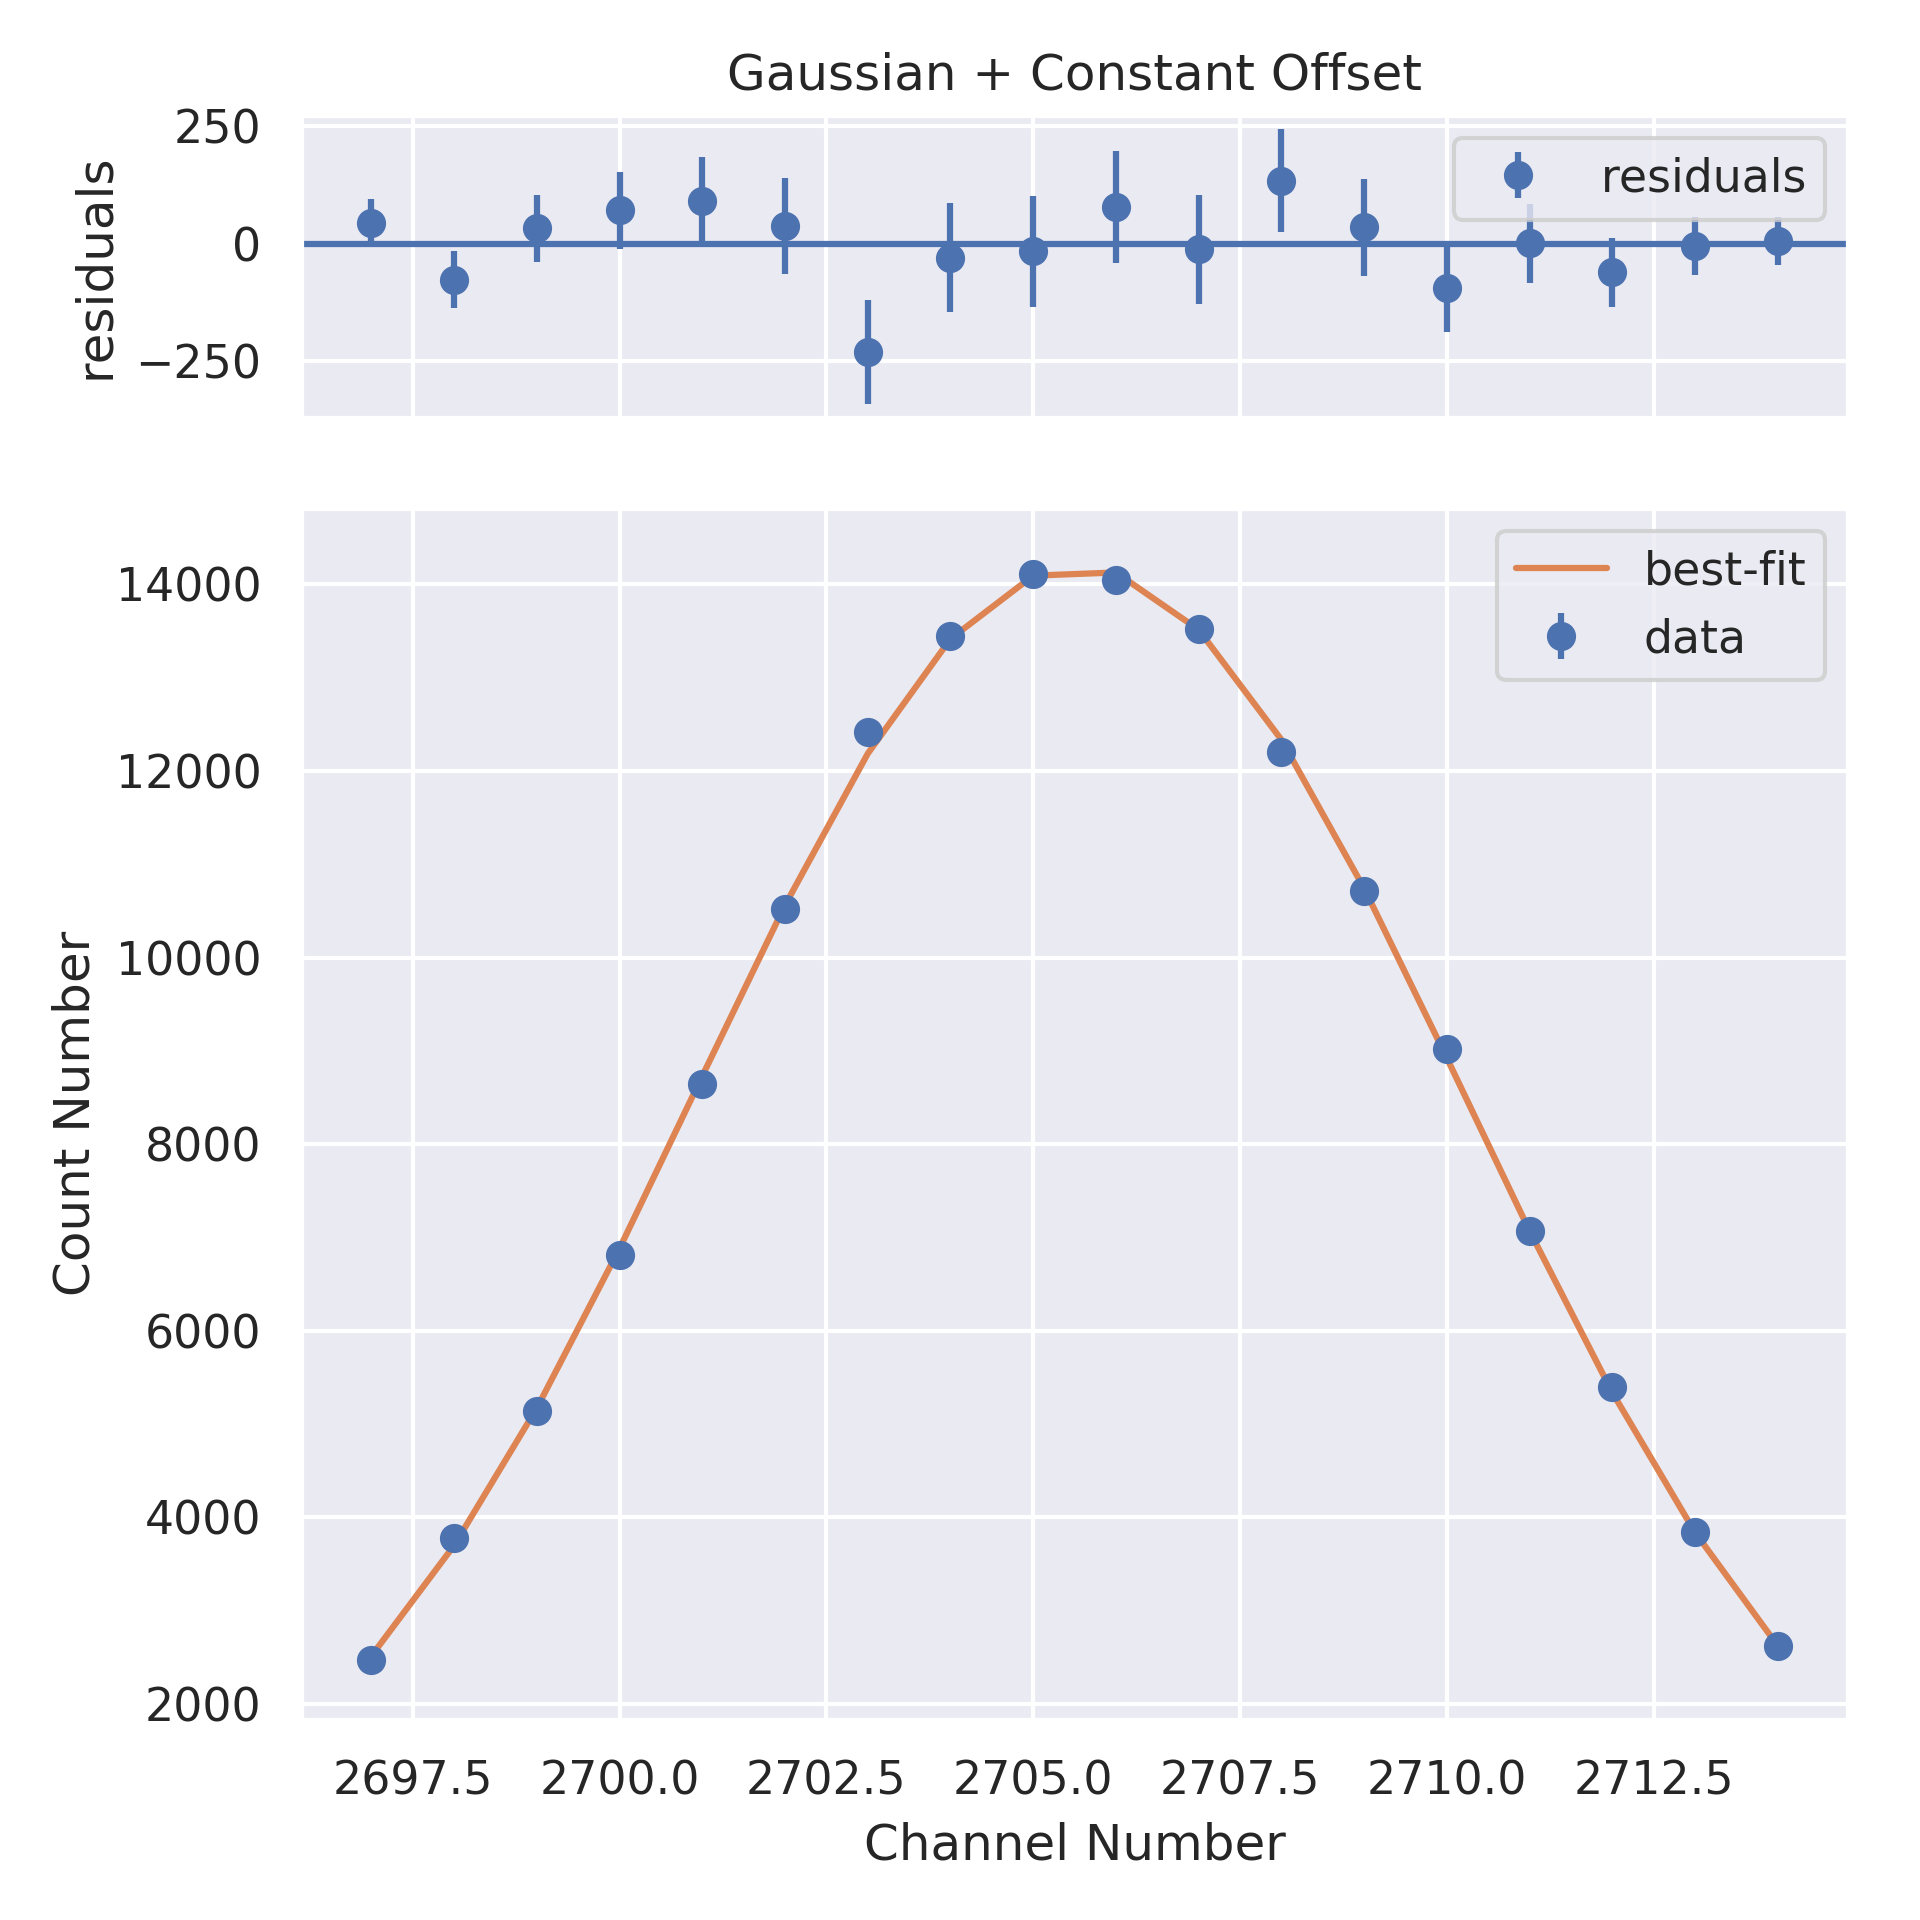 Gaussian + Constant Offset
residuals
250
0
−250
residuals
Count Number
14000
12000
10000
8000
6000
4000
2000
best-fit
data
2697.5 2700.0 2702.5 2705.0 2707.5 2710.0 2712.5
Channel Number